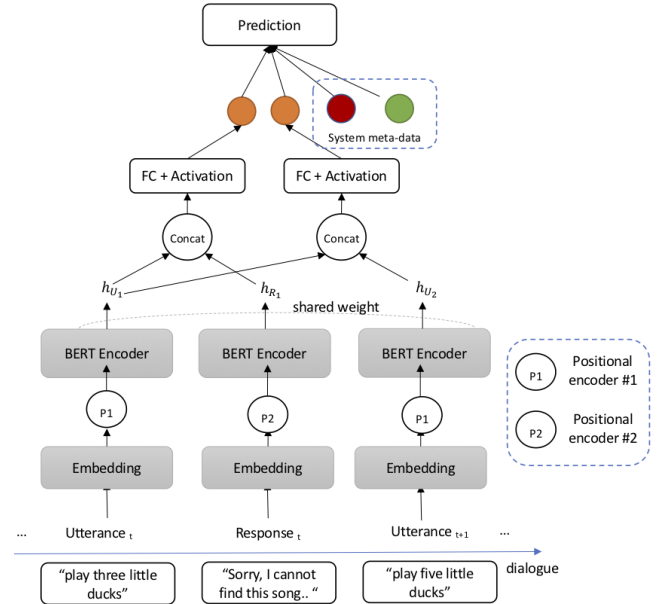 Prediction
System meta-data
FC + Activation
FC + Activation
Concat
Concat
h_{U_1}
h_{R_1}
h_{U_2}
shared weight
BERT Encoder
BERT Encoder
BERT Encoder
P1
P2
P1
Embedding
Embedding
Embedding
P1
Positional
encoder #1
P2
Positional
encoder #2
...
Utterance t
Response t
Utterance t+1
...
dialogue
“play three little
ducks”
“Sorry, I cannot
find this song.. “
“play five little
ducks”